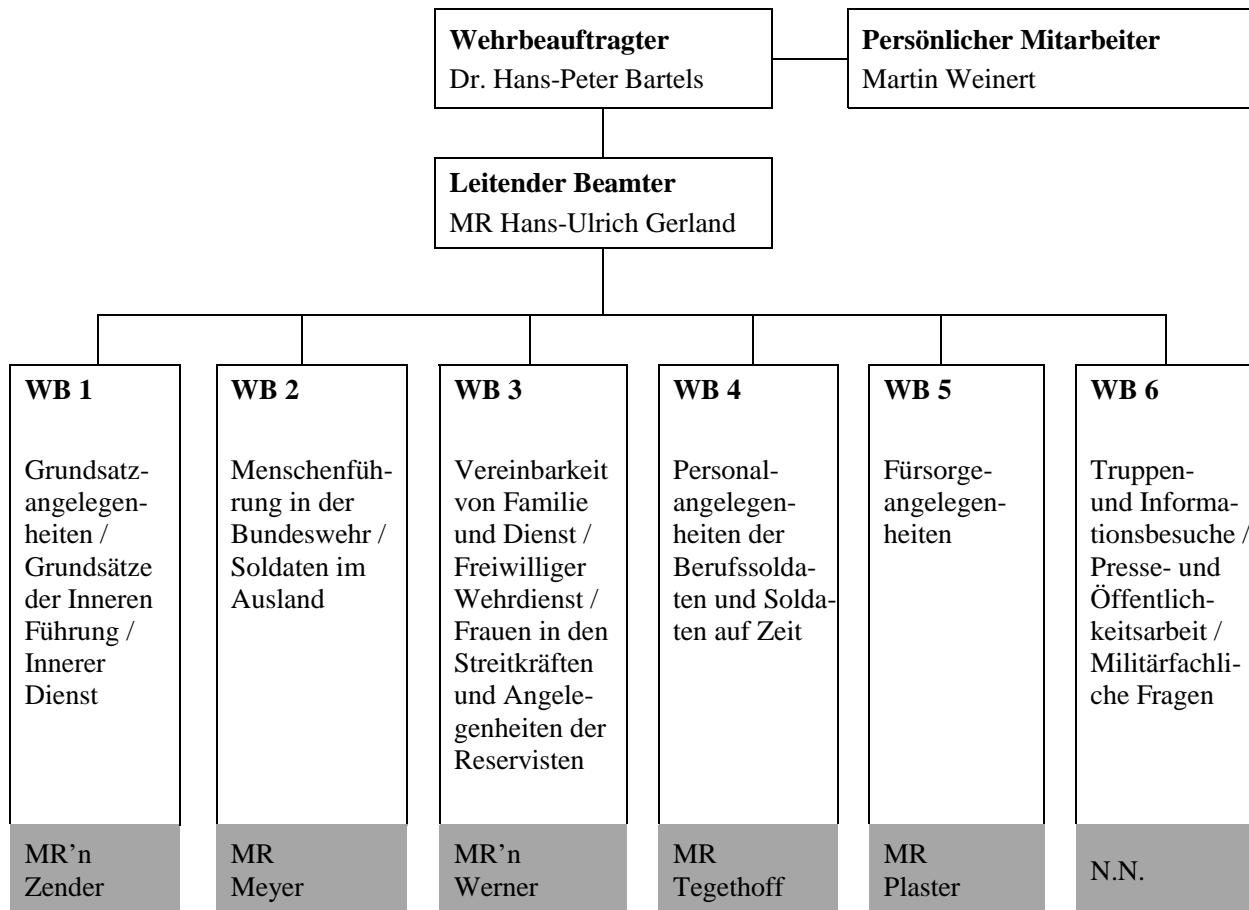 Wehrbeauftragter
Dr. Hans-Peter Bartels
Persönlicher Mitarbeiter
Martin Weinert
Leitender Beamter
MR Hans-Ulrich Gerland
WB 1
Grundsatz-
angelegen-
heiten /
Grundsätze
der Inneren
Führung /
Innerer
Dienst
MR’n
Zender
WB 2
Menschenfüh-
rung in der
Bundeswehr /
Soldaten im
Ausland
MR
Meyer
WB 3
Vereinbarkeit
von Familie
und Dienst /
Freiwilliger
Wehrdienst /
Frauen in den
Streitkräften
und Angele-
genheiten der
Reservisten
MR’n
Werner
WB 4
Personal-
angelegen-
heiten der
Berufssolda-
ten und Solda-
ten auf Zeit
MR
Tegethoff
WB 5
Fürsorge-
angelegen-
heiten
MR
Plaster
WB 6
Truppen-
und Informa-
tionsbesuche /
Presse- und
Öffentlich-
keitsarbeit /
Militärfachli-
che Fragen
N.N.